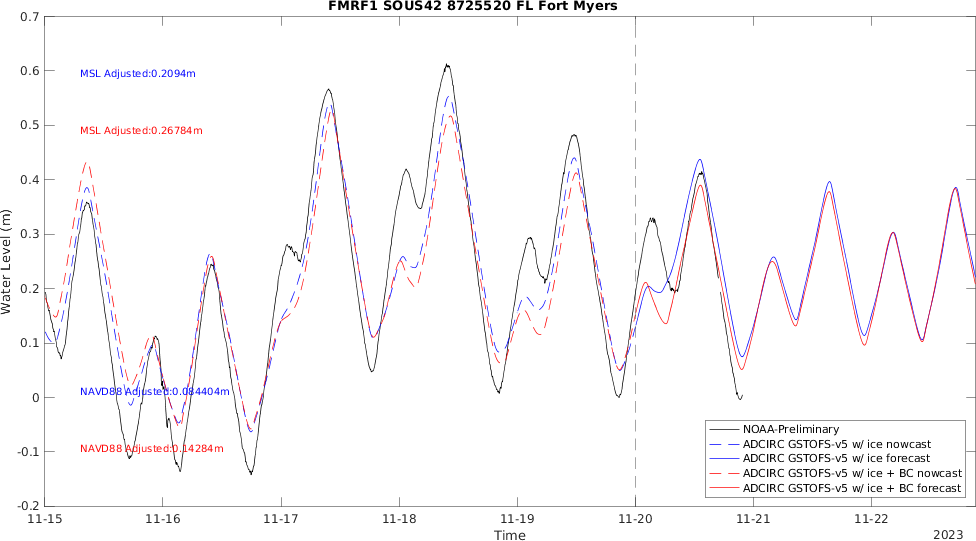 FMRF1 SOUS42 8725520 FL Fort Myers
0.7
0.6
0.5
0.4
0.3
0.2
0.1
0
-0.1
-0.2
Water Level (m)
MSL Adjusted:0.2094m
MSL Adjusted:0.26784m
NAVD88 Adjusted:0.084404m
NAVD88 Adjusted:0.14284m
NOAA-Preliminary
ADCIRC GSTOFS-v5 w/ ice nowcast
ADCIRC GSTOFS-v5 w/ ice forecast
ADCIRC GSTOFS-v5 w/ ice + BC nowcast
ADCIRC GSTOFS-v5 w/ ice + BC forecast
11-15 11-16 11-17 11-18 11-19 11-20 11-21 11-22
Time
2023